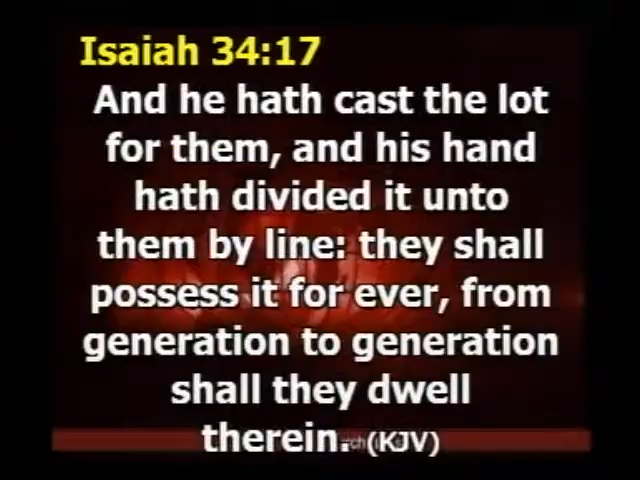 Isaiah 34:17
And he hath cast the lot
for them, and his hand
hath divided it unto
them by line: they shall
possess it for ever, from
generation to generation
shall they dwell
therein. (KJV)